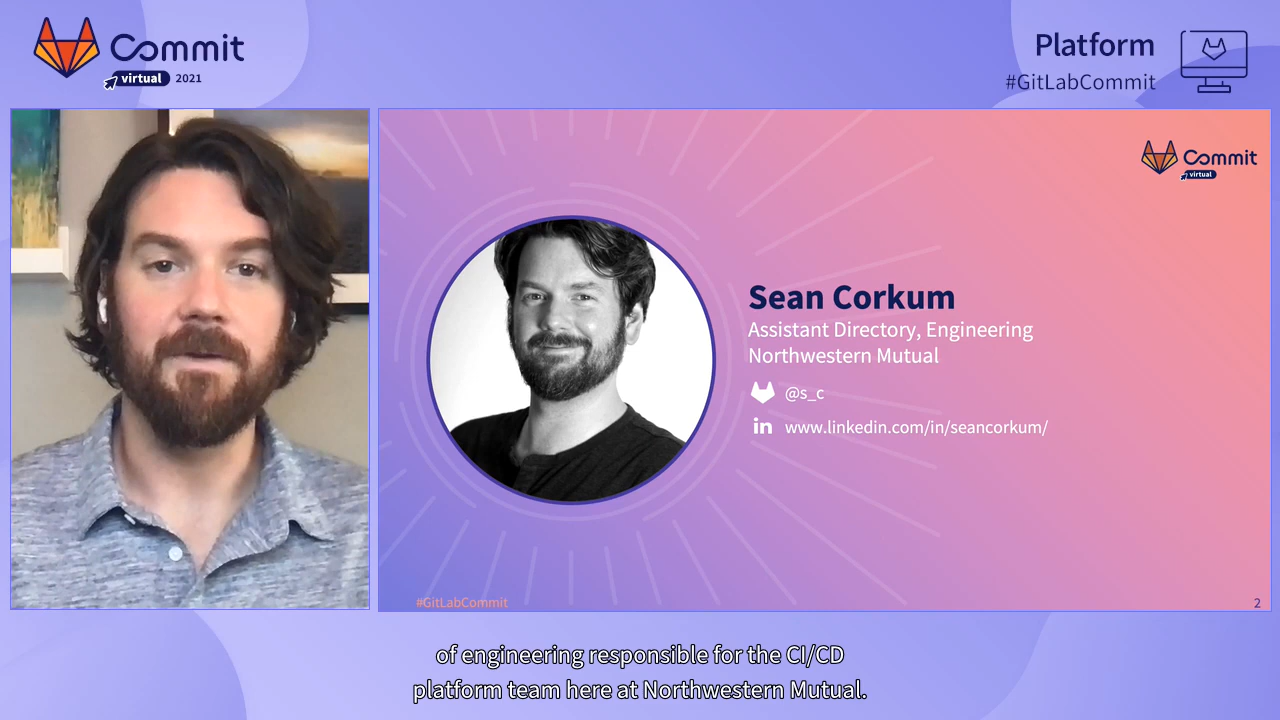 Commit
virtual 2021
Platform
#GitLabCommit
Commit
virtual
Sean Corkum
Assistant Directory, Engineering
Northwestern Mutual
@s_c
in www.linkedin.com/in/seancorkum/
#GitLabCommit
2
of engineering responsible for the CI/CD
platform team here at Northwestern Mutual.